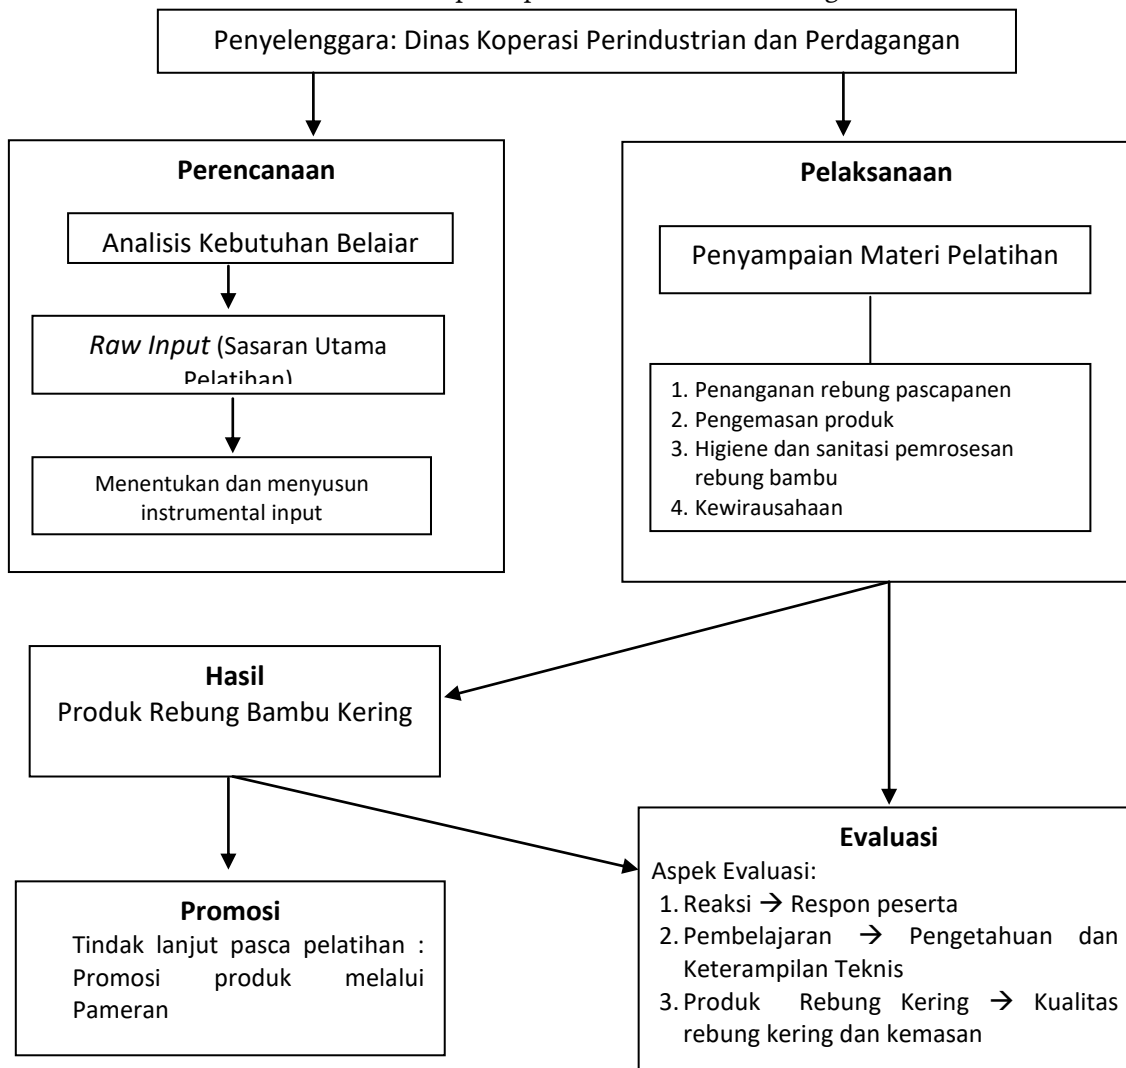 Penyelenggara: Dinas Koperasi Perindustrian dan Perdagangan
Perencanaan
Analisis Kebutuhan Belaiar
Raw Input (Sasaran Utama
Pelatihan)
Menentukan dan menyusun
instrumental input
Pelaksanaan
Penyampaian Materi Pelatihan
1. Penanganan rebung pascapanen
2. Pengemasan produk
3. Higiene dan sanitasi pemrosesan
rebung bambu
4. Kewirausahaan
Hasil
Produk Rebung Bambu Kering
Promosi
Tindak lanjut pasca pelatihan :
Promosi produk melalui
Pameran
Evaluasi
Aspek Evaluasi:
1. Reaksi → Respon peserta
2. Pembelajaran → Pengetahuan dan
Keterampilan Teknis
3. Produk Rebung Kering → Kualitas
rebung kering dan kemasan